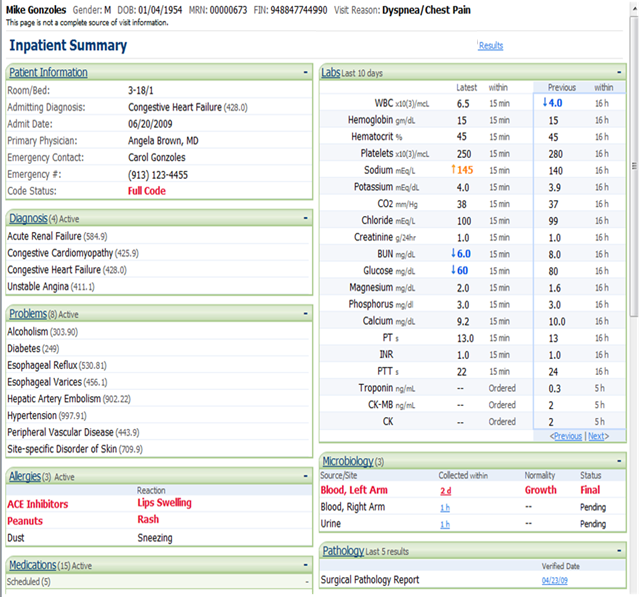 Mike Gonzoles Gender: M DOB: 01/04/1954 MRN: 00000673 FIN: 948847744990 Visit Reason: Dyspnea/Chest Pain
This page is not a complete source of visit information.
Inpatient Summary
Results
Patient Information -
Room/Bed: 3-18/1
Admitting Diagnosis: Congestive Heart Failure (428.0)
Admit Date: 06/20/2009
Primary Physician: Angela Brown, MD
Emergency Contact: Carol Gonzoles
Emergency #: (913) 123-4455
Code Status: Full Code
Diagnosis (4) Active -
Acute Renal Failure (584.9)
Congestive Cardiomyopathy (425.9)
Congestive Heart Failure (428.0)
Unstable Angina (411.1)
Problems (8) Active -
Alcoholism (303.90)
Diabetes (249)
Esophageal Reflux (530.81)
Esophageal Varices (456.1)
Hepatic Artery Embolism (902.22)
Hypertension (997.91)
Peripheral Vascular Disease (443.9)
Site-specific Disorder of Skin (709.9)
Allergies (3) Active -
Reaction
ACE Inhibitors Lips Swelling
Peanuts Rash
Dust Sneezing
Medications (15) Active -
Scheduled (5) -
Labs Last 10 days -
Latest within Previous within
WBC x10(3)/mcL 6.5 15 min ↓4.0 16 h
Hemoglobin gm/dL 15 15 min 15 16 h
Hematocrit % 45 15 min 45 16 h
Platelets x10(3)/mcL 250 15 min 280 16 h
Sodium mEq/L ↑145 15 min 140 16 h
Potassium mEq/dL 4.0 15 min 3.9 16 h
CO2 mm/Hg 38 15 min 37 16 h
Chloride mEq/L 100 15 min 99 16 h
Creatinine g/24hr 1.0 15 min 1.0 16 h
BUN mg/dL ↓6.0 15 min 8.0 16 h
Glucose mg/dL ↓60 15 min 80 16 h
Magnesium mg/dL 2.0 15 min 1.6 16 h
Phosphorus mg/dl 3.0 15 min 3.0 16 h
Calcium mg/dL 9.2 15 min 10.0 16 h
PT s 13.0 15 min 13 16 h
INR 1.0 15 min 1.0 16 h
PTT s 22 15 min 24 16 h
Troponin ng/mL -- Ordered 0.3 5 h
CK-MB ng/mL -- Ordered 2 5 h
CK -- Ordered 2 5 h
<Previous | Next>
Microbiology (3) -
Source/Site Collected within Normality Status
Blood, Left Arm 2 d Growth Final
Blood, Right Arm 1 h -- Pending
Urine 1 h -- Pending
Pathology Last 5 results -
Verified Date
Surgical Pathology Report 04/23/09